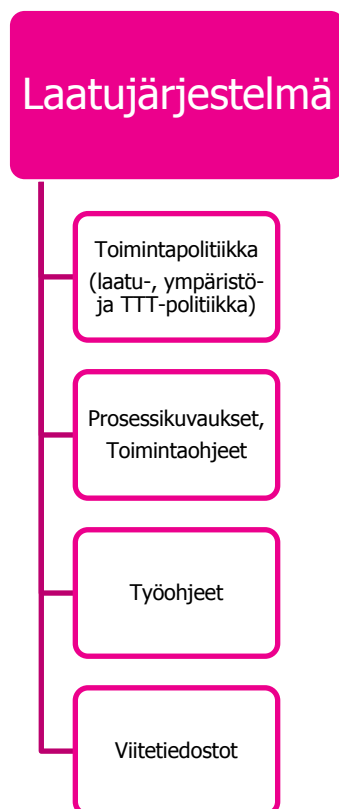 Laatujärjestelmä
Toimintapolitiikka
(laatu-, ympäristö-
ja TTT-politiikka)
Prosessikuvaukset,
Toimintaohjeet
Työohjeet
Viitetiedostot